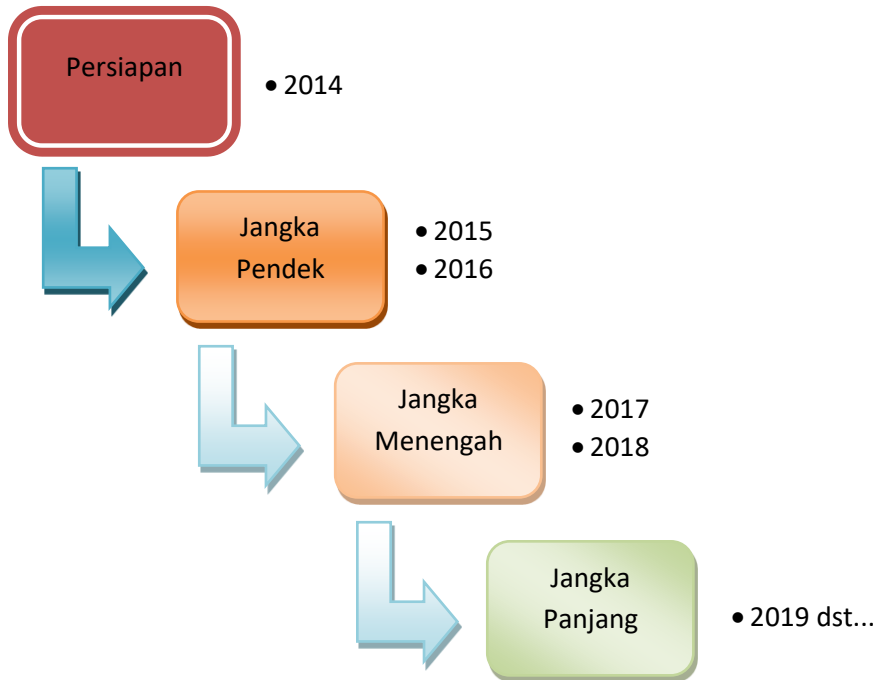 Persiapan
• 2014
Jangka
Pendek
• 2015
• 2016
Jangka
Menengah
• 2017
• 2018
Jangka
Panjang
• 2019 dst...